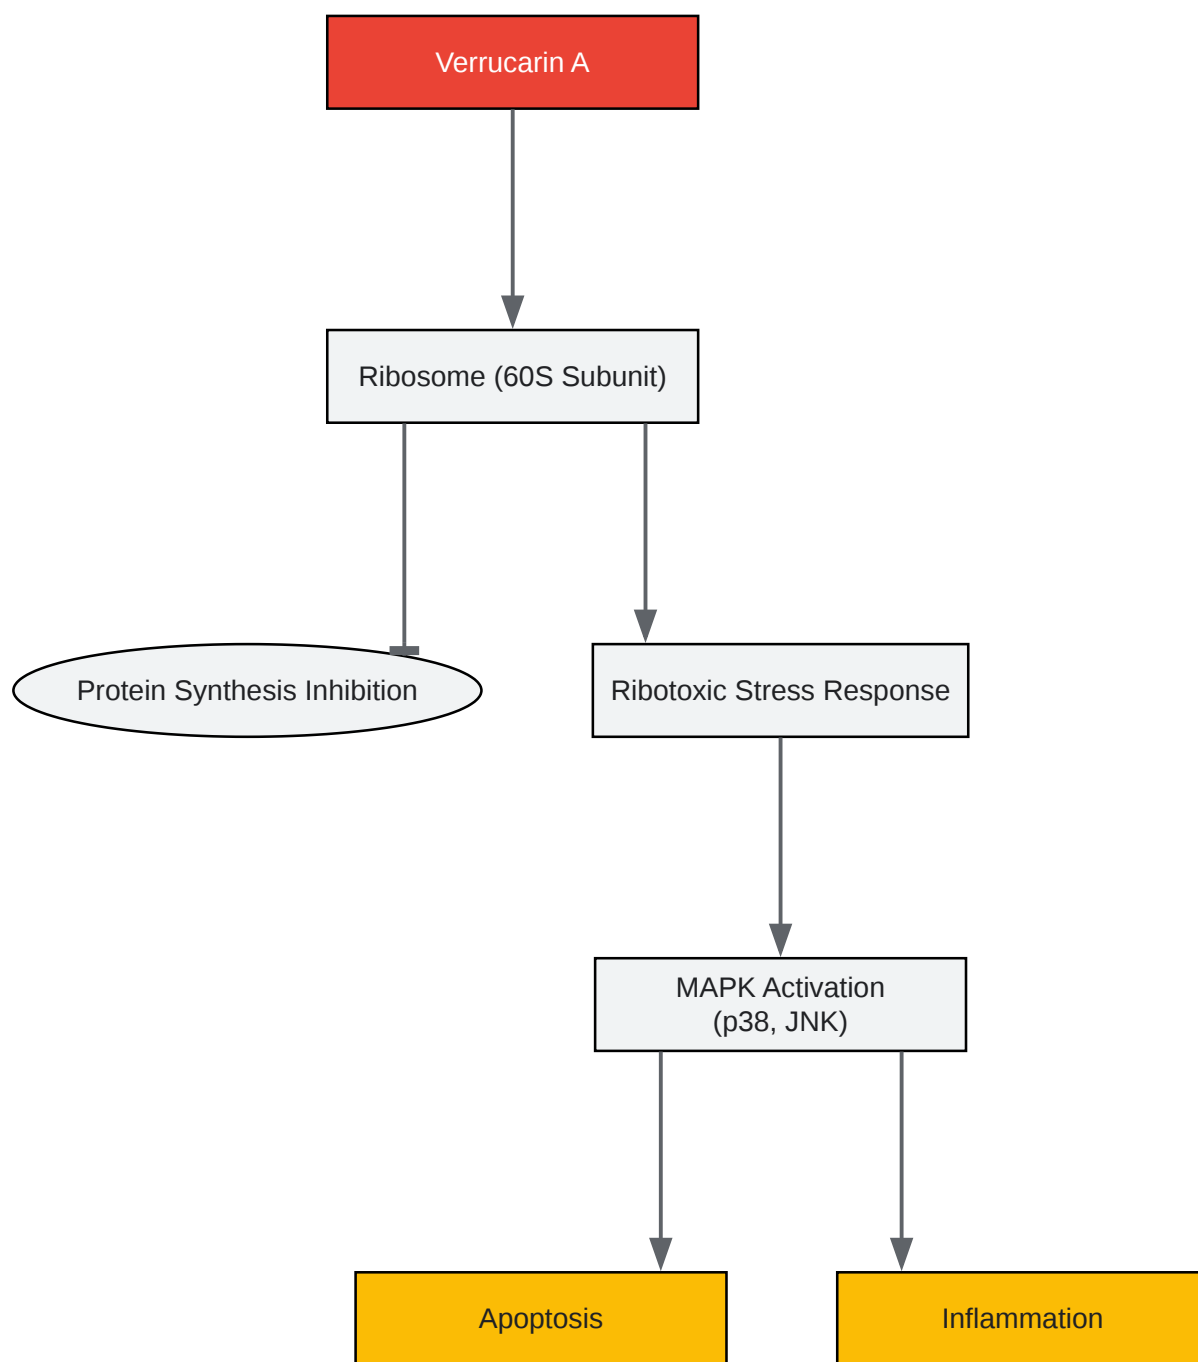 Verrucarin A
Ribosome (60S Subunit)
Protein Synthesis Inhibition
Ribotoxic Stress Response
MAPK Activation
(p38, JNK)
Apoptosis
Inflammation